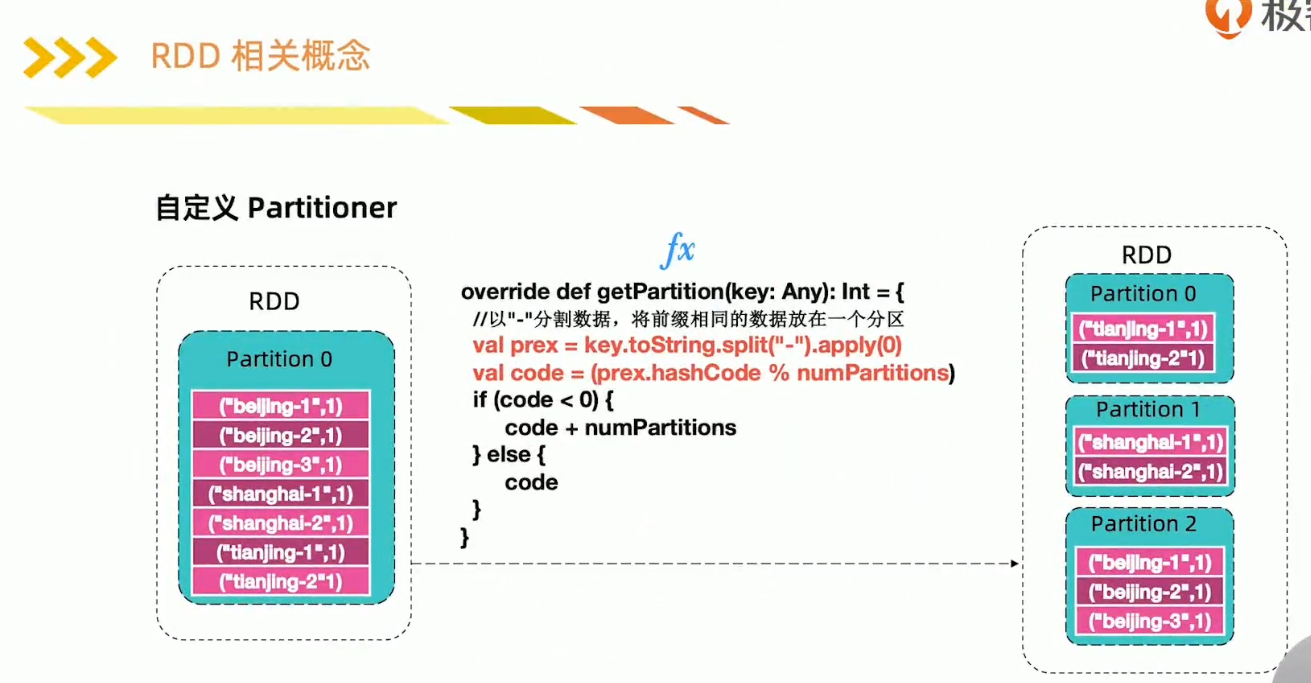 极
RDD 相关概念
自定义 Partitioner
RDD
Partition 0
("beijing-1",1)
("beijing-2",1)
("beijing-3",1)
("shanghai-1",1)
("shanghai-2",1)
("tianjing-1",1)
("tianjing-2"1)
fx
override def getPartition(key: Any): Int = {
//以"-"分割数据，将前缀相同的数据放在一个分区
val prex = key.toString.split("-").apply(0)
val code = (prex.hashCode % numPartitions)
if (code < 0) {
code + numPartitions
} else {
code
}
}
RDD
Partition 0
("tianjing-1",1)
("tianjing-2"1)
Partition 1
("shanghai-1",1)
("shanghai-2",1)
Partition 2
("beijing-1",1)
("beijing-2",1)
("beijing-3",1)